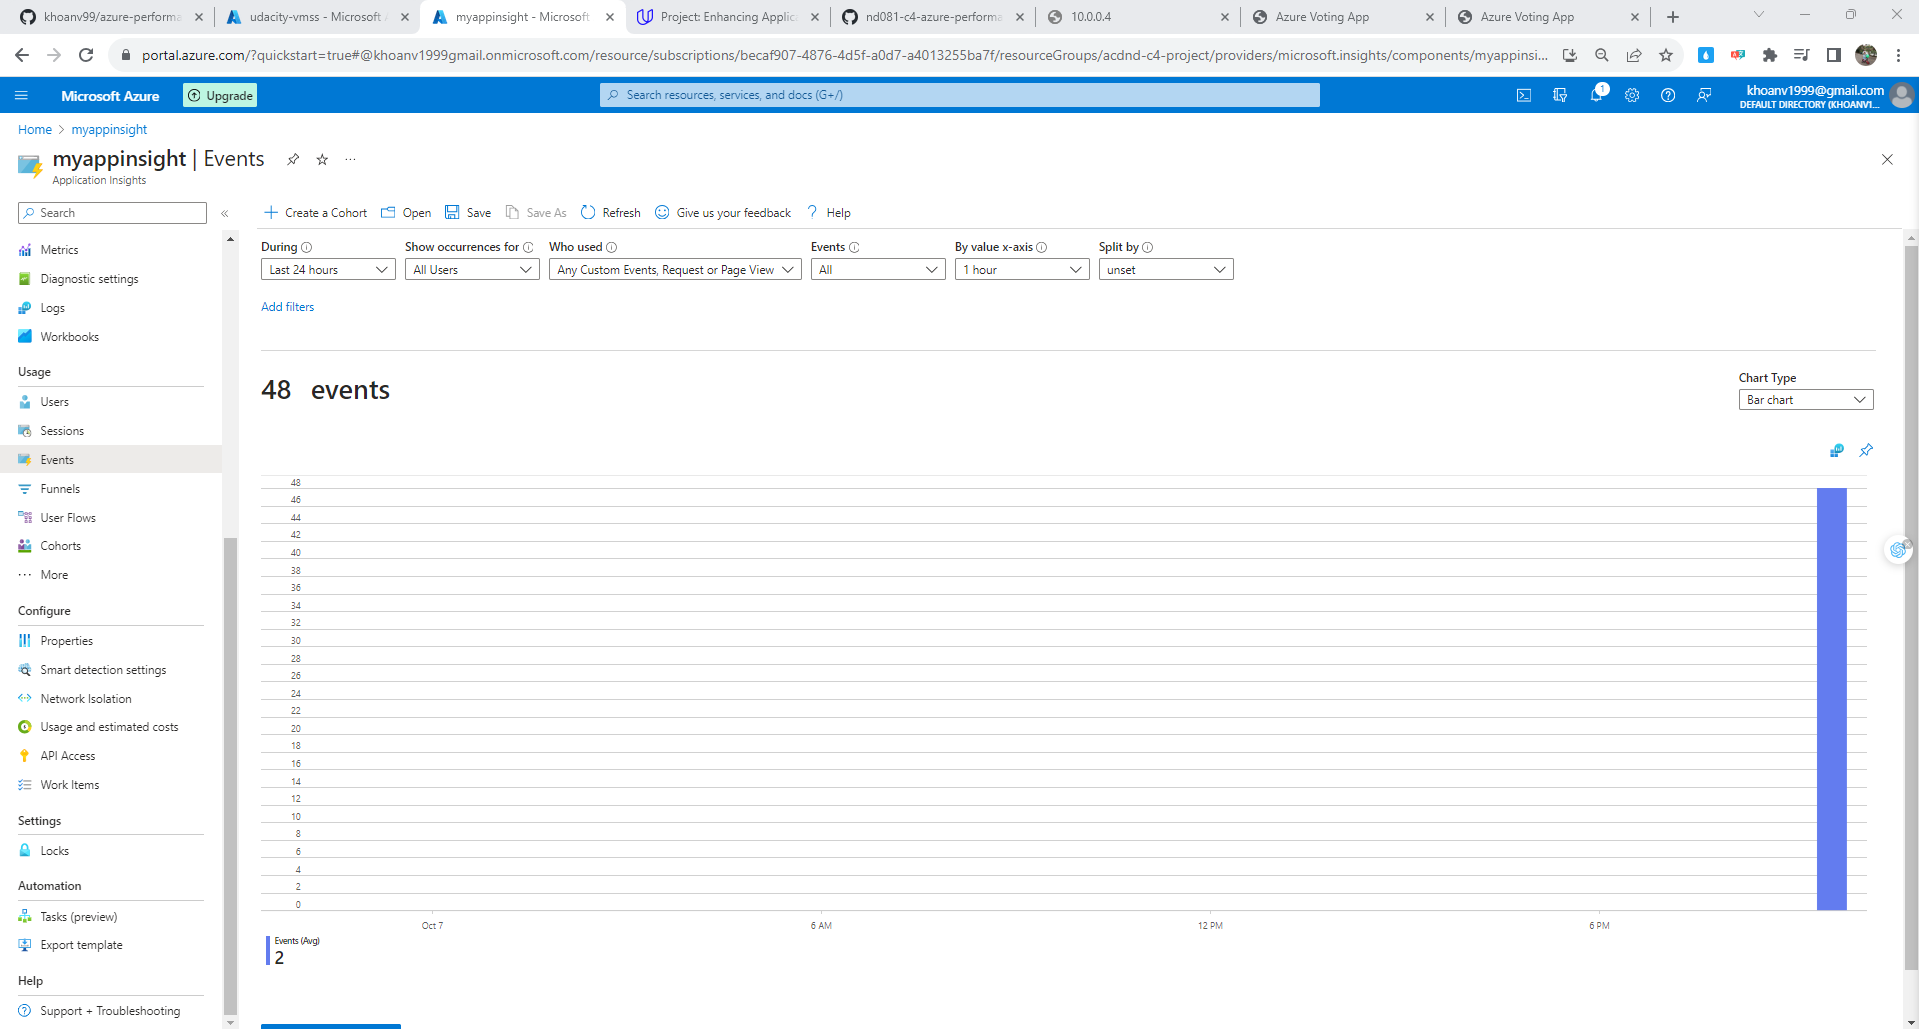 khoanv99/azure-performa
udacity-vmss - Microsoft A
myappinsight - Microsoft
Project: Enhancing Applica
nd081-c4-azure-performa
10.0.0.4
Azure Voting App
Azure Voting App
portal.azure.com/?quickstart=true#@khoanv1999gmail.onmicrosoft.com/resource/subscriptions/becaf907-4876-4d5f-a0d7-a4013255ba7f/resourceGroups/acdnd-c4-project/providers/microsoft.insights/components/myappinsi...
Microsoft Azure
Upgrade
Search resources, services, and docs (G+/)
1
khoanv1999@gmail.com
DEFAULT DIRECTORY (KHOANV1...
Home > myappinsight
myappinsight | Events
...
Application Insights
Search
«
Create a Cohort
Open
Save
Save As
Refresh
Give us your feedback
? Help
Metrics
Diagnostic settings
Logs
Workbooks
Usage
Users
Sessions
Events
Funnels
User Flows
Cohorts
More
Configure
Properties
Smart detection settings
Network Isolation
Usage and estimated costs
API Access
Work Items
Settings
Locks
Automation
Tasks (preview)
Export template
Help
Support + Troubleshooting
During
Show occurrences for
Who used
Events
By value x-axis
Split by
Last 24 hours
All Users
Any Custom Events, Request or Page View
All
1 hour
unset
Add filters
48 events
Chart Type
Bar chart
48
46
44
42
40
38
36
34
32
30
28
26
24
22
20
18
16
14
12
10
8
6
4
2
0
Oct 7
6 AM
12 PM
6 PM
Events (Avg)
2